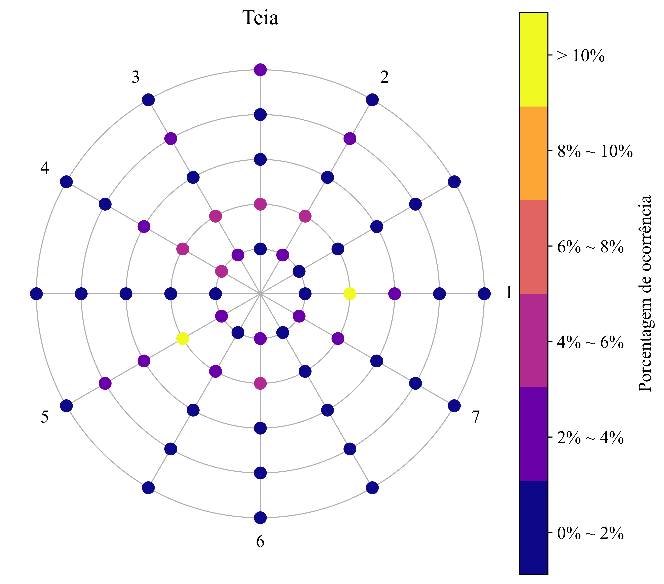 Teia
3
2
4
1
5
7
6
> 10%
8% ~ 10%
6% ~ 8%
4% ~ 6%
2% ~ 4%
0% ~ 2%
Porcentagem de ocorrência